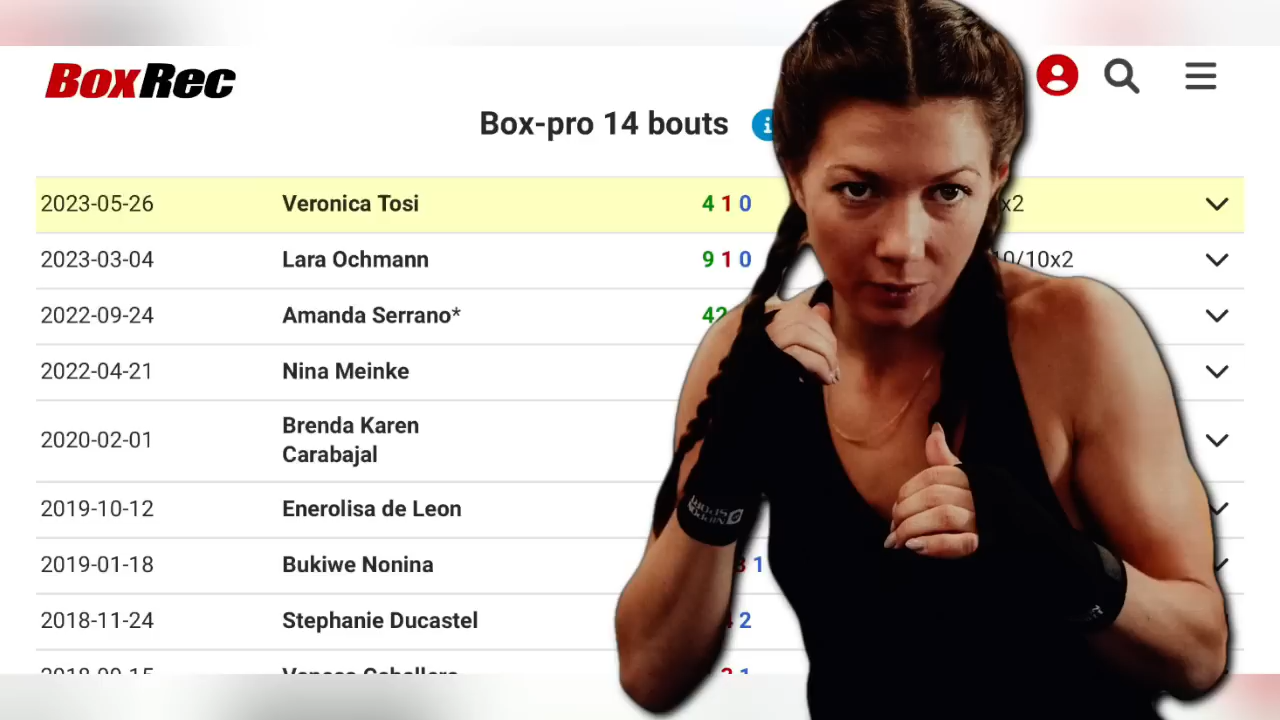 BoxRec
Box-pro 14 bouts i
2023-05-26 Veronica Tosi 4 1 0 x2
2023-03-04 Lara Ochmann 9 1 0 10/10x2
2022-09-24 Amanda Serrano* 42
2022-04-21 Nina Meinke
2020-02-01 Brenda Karen
Carabajal
2019-10-12 Enerolisa de Leon
2019-01-18 Bukiwe Nonina 3 1
2018-11-24 Stephanie Ducastel 2